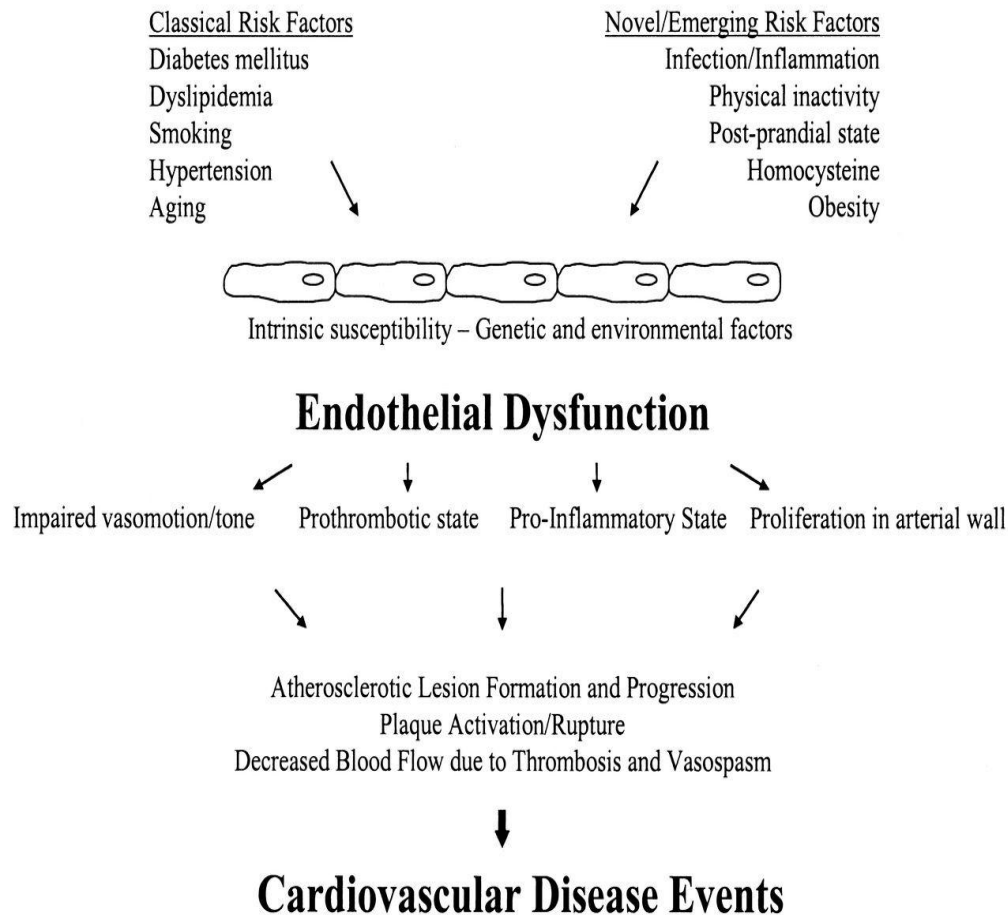 Classical Risk Factors
Diabetes mellitus
Dyslipidemia
Smoking
Hypertension
Aging
Novel/Emerging Risk Factors
Infection/Inflammation
Physical inactivity
Post-prandial state
Homocysteine
Obesity
Intrinsic susceptibility – Genetic and environmental factors
Endothelial Dysfunction
Impaired vasomotion/tone Prothrombotic state Pro-Inflammatory State Proliferation in arterial wall
Atherosclerotic Lesion Formation and Progression
Plaque Activation/Rupture
Decreased Blood Flow due to Thrombosis and Vasospasm
Cardiovascular Disease Events